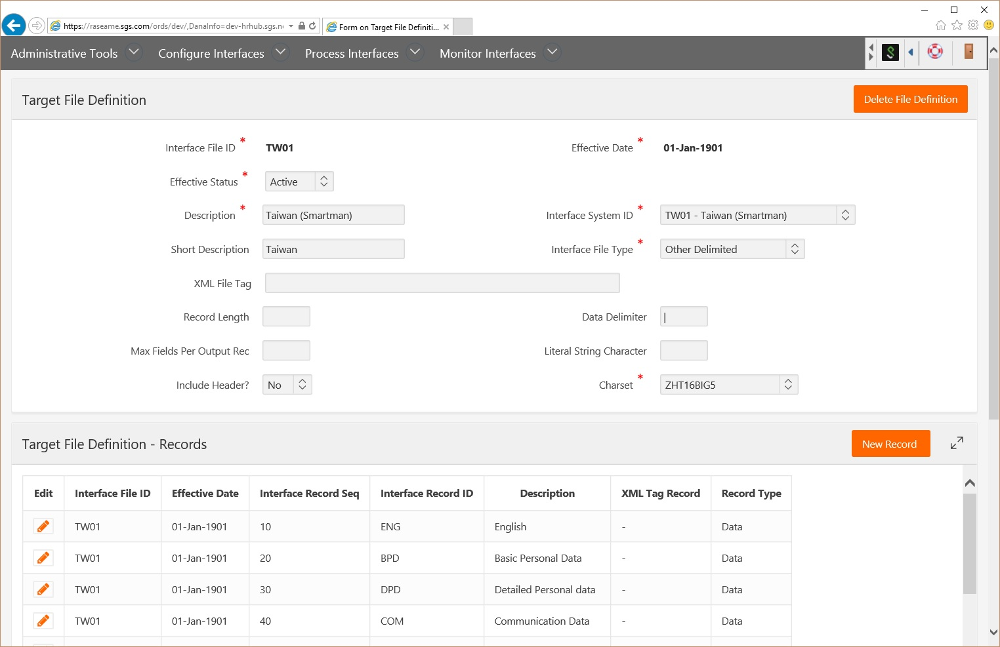 https://raseame.sgs.com/ords/dev/,DanaInfo=dev-hrhub.sgs.n
Form on Target File Definiti...
Administrative Tools Configure Interfaces Process Interfaces Monitor Interfaces
Target File Definition Delete File Definition
Interface File ID * TW01 Effective Date * 01-Jan-1901
Effective Status * Active
Description * Taiwan (Smartman) Interface System ID * TW01 - Taiwan (Smartman)
Short Description Taiwan Interface File Type * Other Delimited
XML File Tag
Record Length Data Delimiter |
Max Fields Per Output Rec Literal String Character
Include Header? No Charset * ZHT16BIG5
Target File Definition - Records New Record
Edit Interface File ID Effective Date Interface Record Seq Interface Record ID Description XML Tag Record Record Type
TW01 01-Jan-1901 10 ENG English - Data
TW01 01-Jan-1901 20 BPD Basic Personal Data - Data
TW01 01-Jan-1901 30 DPD Detailed Personal data - Data
TW01 01-Jan-1901 40 COM Communication Data - Data